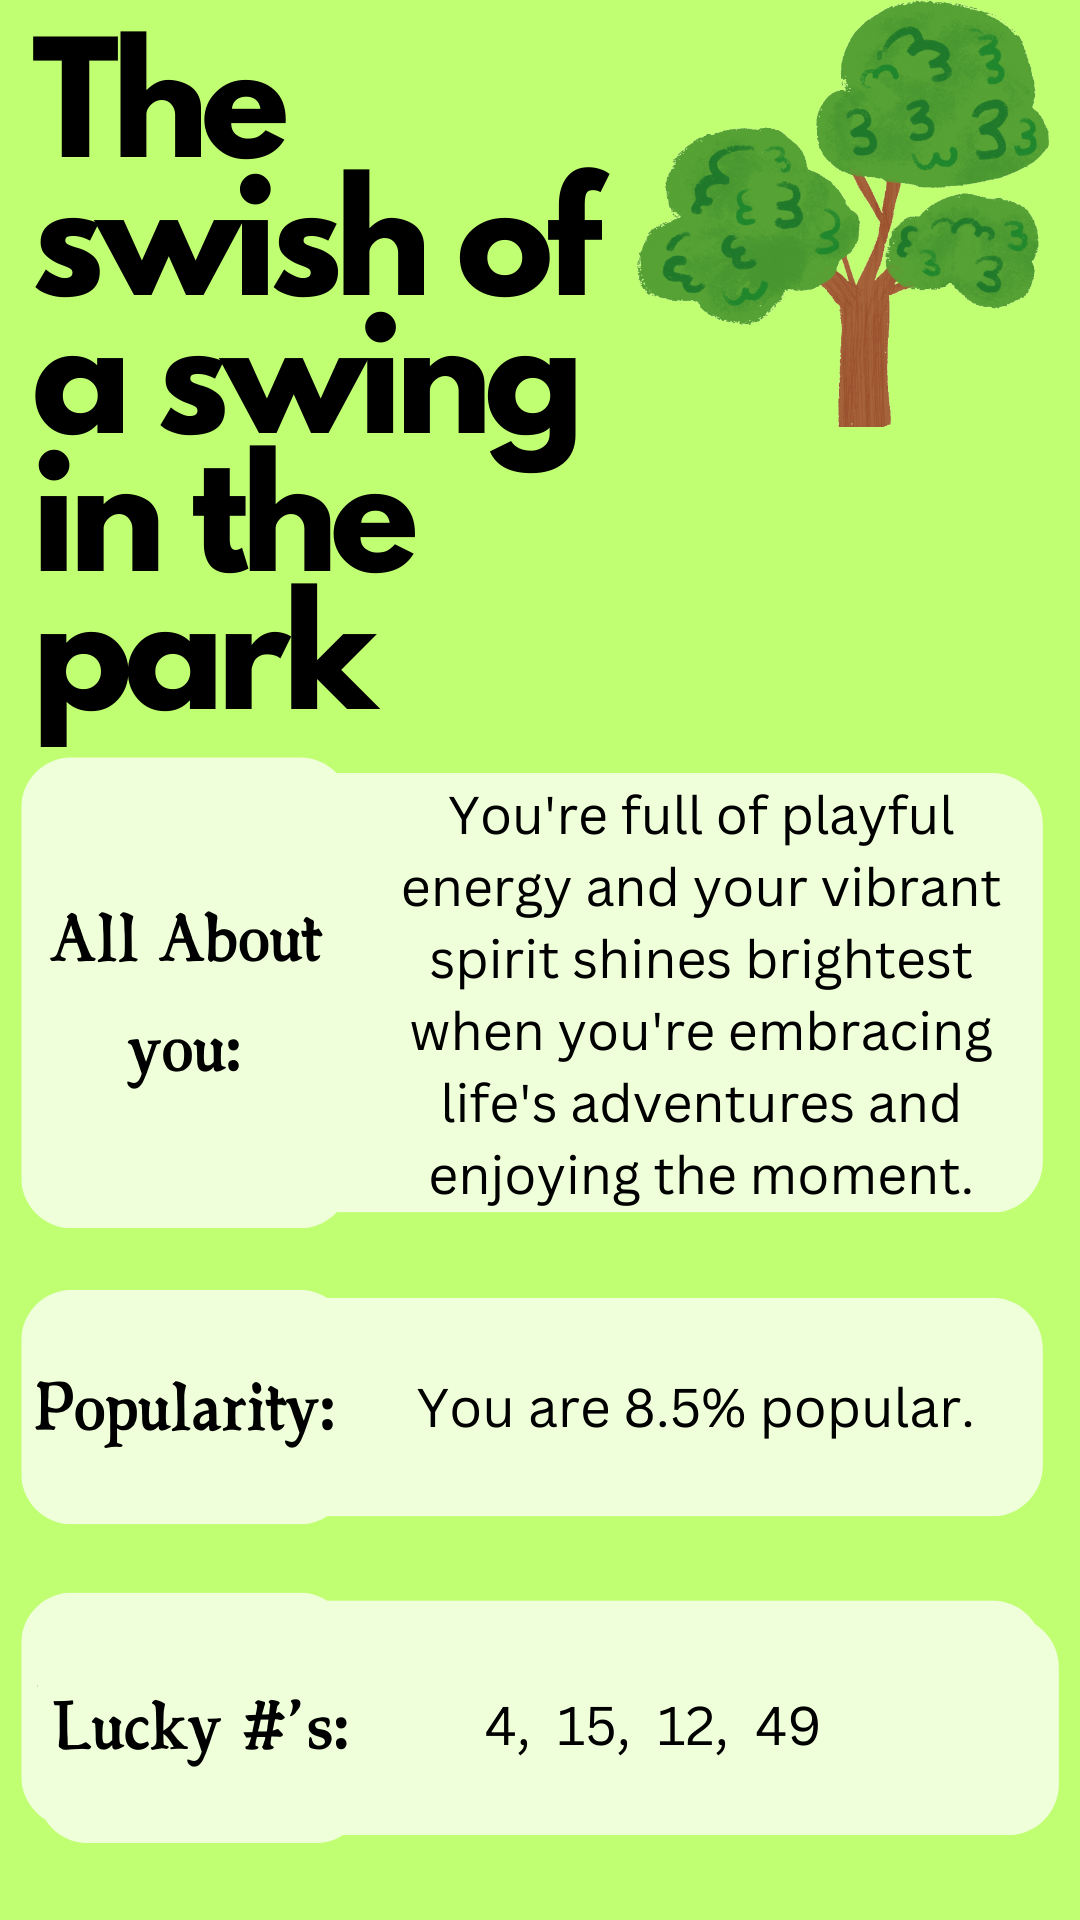 The
swish of
a swing
in the
park
All About
you:
You're full of playful
energy and your vibrant
spirit shines brightest
when you're embracing
life's adventures and
enjoying the moment.
Popularity:
You are 8.5% popular.
Lucky #'s:
4, 15, 12, 49